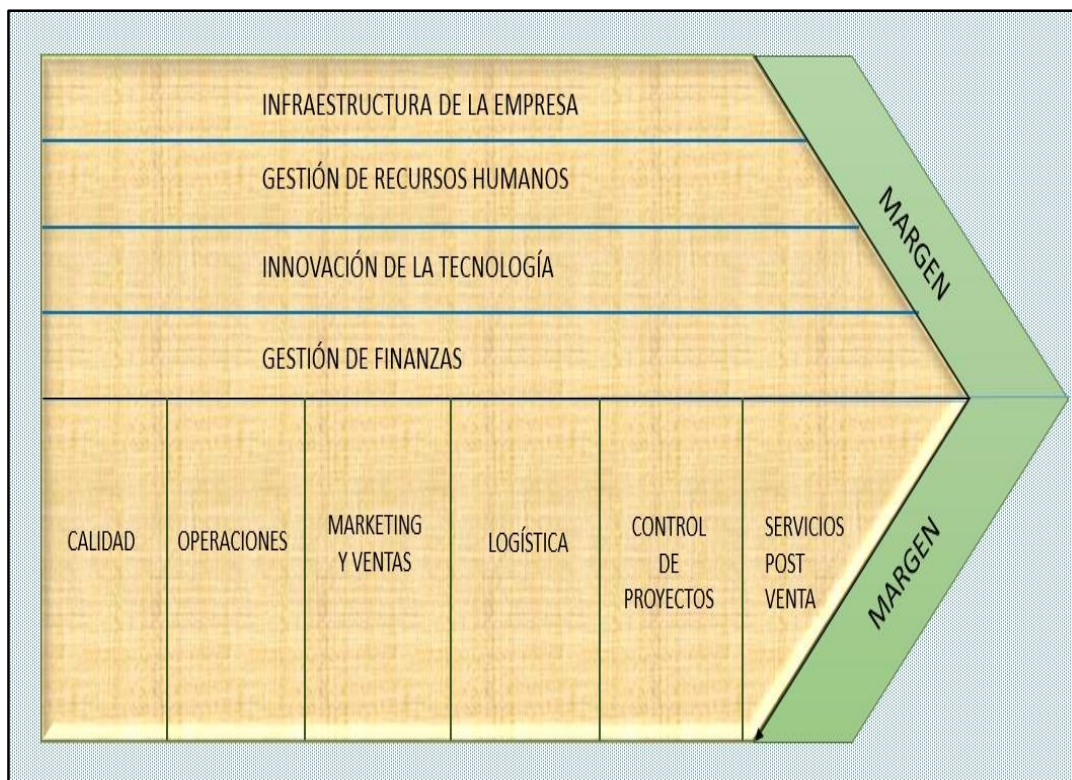 INFRAESTRUCTURA DE LA EMPRESA
GESTIÓN DE RECURSOS HUMANOS
INNOVACIÓN DE LA TECNOLOGÍA
GESTIÓN DE FINANZAS
MARGEN
CALIDAD
OPERACIONES
MARKETING
Y VENTAS
LOGÍSTICA
CONTROL
DE
PROYECTOS
SERVICIOS
POST
VENTA
MARGEN